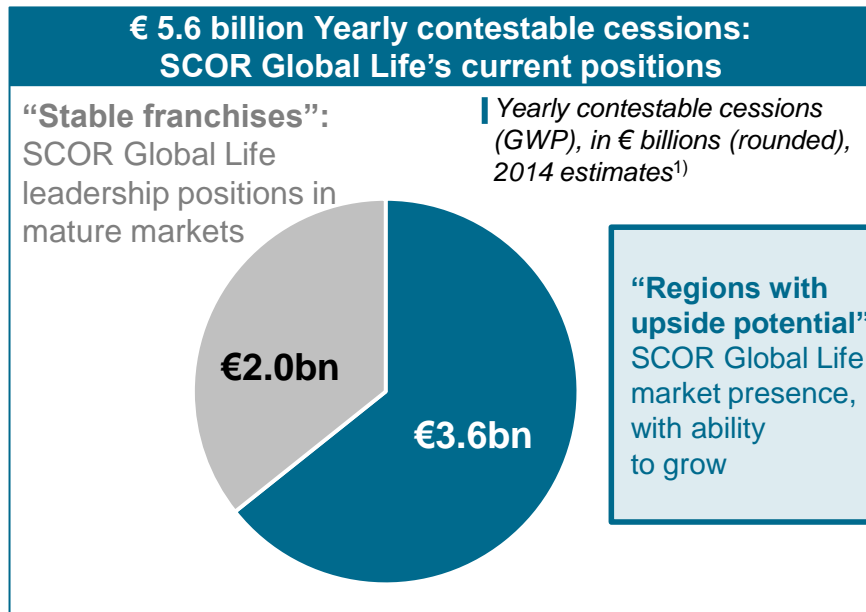 € 5.6 billion Yearly contestable cessions:
SCOR Global Life’s current positions
“Stable franchises”:
SCOR Global Life
leadership positions in
mature markets
Yearly contestable cessions
(GWP), in € billions (rounded),
2014 estimates1)
€2.0bn
€3.6bn
“Regions with
upside potential”
SCOR Global Life
market presence,
with ability
to grow